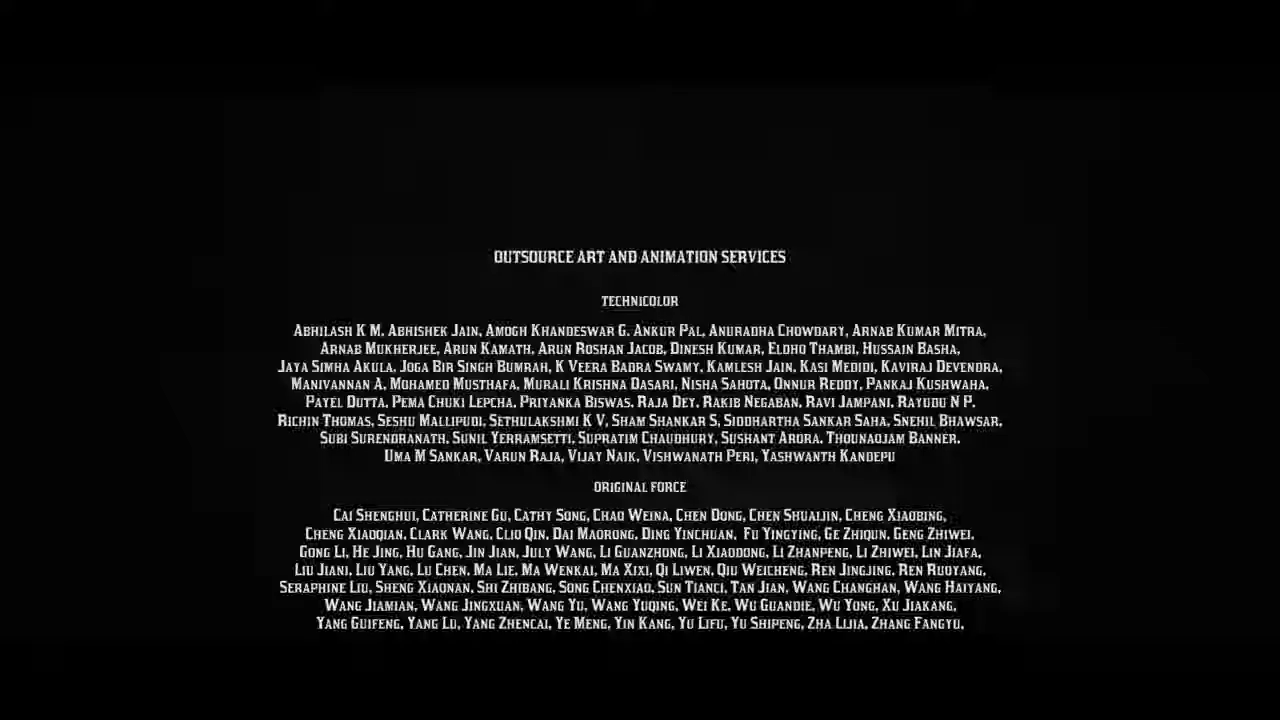 OUTSOURCE ART AND ANIMATION SERVICES
TECHNICOLOR
Abhilash K M, Abhishek Jain, Amogh Khandeswar G, Ankur Pal, Anuradha Chowdary, Arnab Kumar Mitra,
Arnab Mukherjee, Arun Kamath, Arun Roshan Jacob, Dinesh Kumar, Eldho Thambi, Hussain Basha,
Jaya Simha Akula, Joga Bir Singh Bumrah, K Veera Badra Swamy, Kamlesh Jain, Kasi Medidi, Kaviraj Devendra,
Manivannan A, Mohamed Musthafa, Murali Krishna Dasari, Nisha Sahota, Onnur Reddy, Pankaj Kushwaha,
Payel Dutta, Pema Chuki Lepcha, Priyanka Biswas, Raja Dey, Rakib Negaban, Ravi Jampani, Rayudu N P,
Richin Thomas, Seshu Mallipudi, Sethulakshmi K V, Sham Shankar S, Siddhartha Sankar Saha, Snehil Bhawsar,
Subi Surendranath, Sunil Yerramsetti, Supratim Chaudhury, Sushant Arora, Thounaojam Banner,
Uma M Sankar, Varun Raja, Vijay Naik, Vishwanath Peri, Yashwanth Kandepu
ORIGINAL FORCE
Cai Shenghui, Catherine Gu, Cathy Song, Chao Weina, Chen Dong, Chen Shuaijin, Cheng Xiaobing,
Cheng Xiaoqian, Clark Wang, Clio Qin, Dai Maorong, Ding Yinchuan, Fu Yingying, Ge Zhiqun, Geng Zhiwei,
Gong Li, He Jing, Hu Gang, Jin Jian, July Wang, Li Guanzhong, Li Xiaodong, Li Zhanpeng, Li Zhiwei, Lin Jiafa,
Liu Jiani, Liu Yang, Lu Chen, Ma Lie, Ma Wenkai, Ma Xixi, Qi Liwen, Qiu Weicheng, Ren Jingjing, Ren Ruoyang,
Seraphine Liu, Sheng Xiaonan, Shi Zhibang, Song Chenxiao, Sun Tianci, Tan Jian, Wang Changhan, Wang Haiyang,
Wang Jiamian, Wang Jingxuan, Wang Yu, Wang Yuqing, Wei Ke, Wu Guandie, Wu Yong, Xu Jiakang,
Yang Guifeng, Yang Lu, Yang Zhencai, Ye Meng, Yin Kang, Yu Lifu, Yu Shipeng, Zha Lijia, Zhang Fangyu,